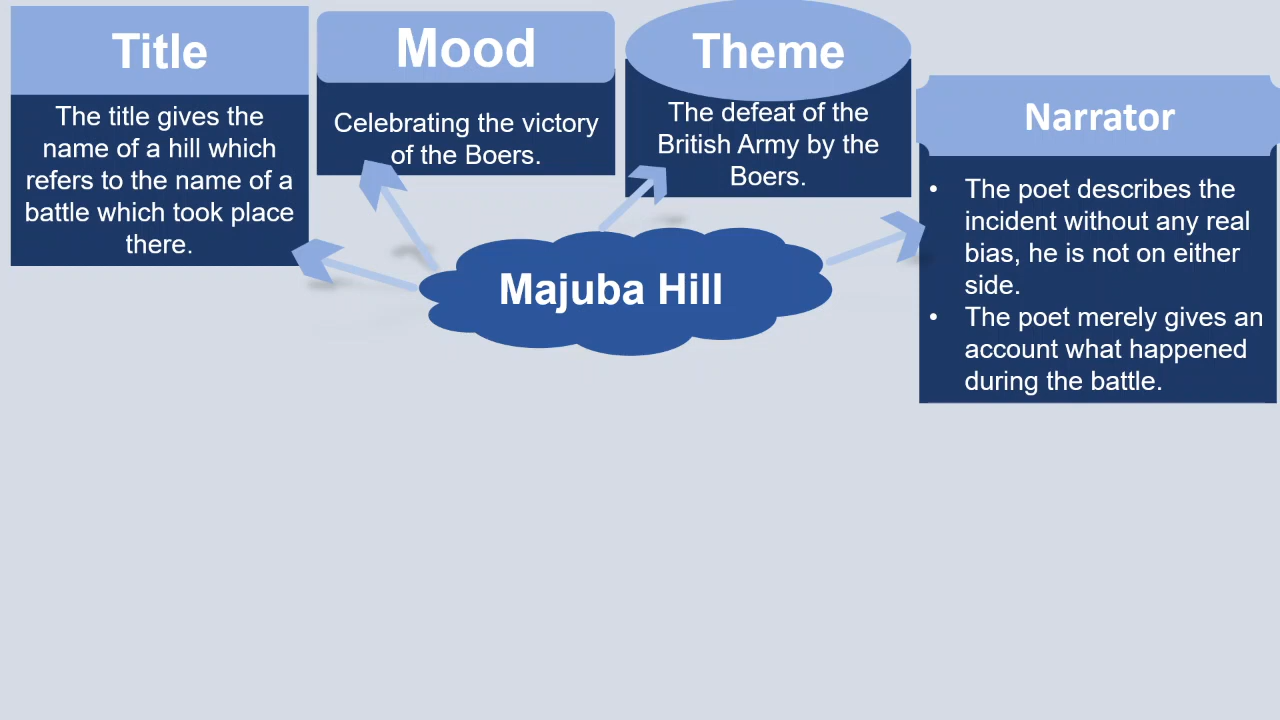 Title
The title gives the
name of a hill which
refers to the name of a
battle which took place
there.
Mood
Celebrating the victory
of the Boers.
Theme
The defeat of the
British Army by the
Boers.
Narrator
• The poet describes the
incident without any real
bias, he is not on either
side.
• The poet merely gives an
account what happened
during the battle.
Majuba Hill